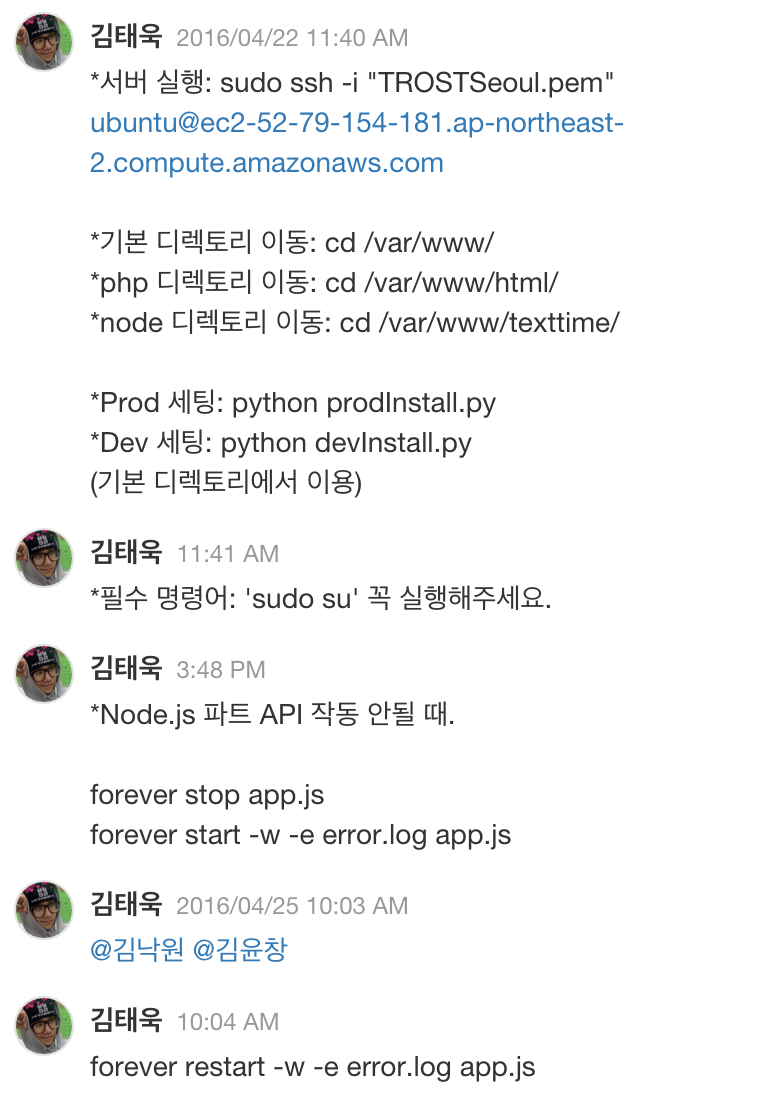 김태욱 2016/04/22 11:40 AM
*서버 실행: sudo ssh -i "TROSTSeoul.pem"
ubuntu@ec2-52-79-154-181.ap-northeast-
2.compute.amazonaws.com
*기본 디렉토리 이동: cd /var/www/
*php 디렉토리 이동: cd /var/www/html/
*node 디렉토리 이동: cd /var/www/texttime/
*Prod 세팅: python prodInstall.py
*Dev 세팅: python devInstall.py
(기본 디렉토리에서 이용)
김태욱 11:41 AM
*필수 명령어: 'sudo su' 꼭 실행해주세요.
김태욱 3:48 PM
*Node.js 파트 API 작동 안될 때.
forever stop app.js
forever start -w -e error.log app.js
김태욱 2016/04/25 10:03 AM
@김낙원 @김윤창
김태욱 10:04 AM
forever restart -w -e error.log app.js